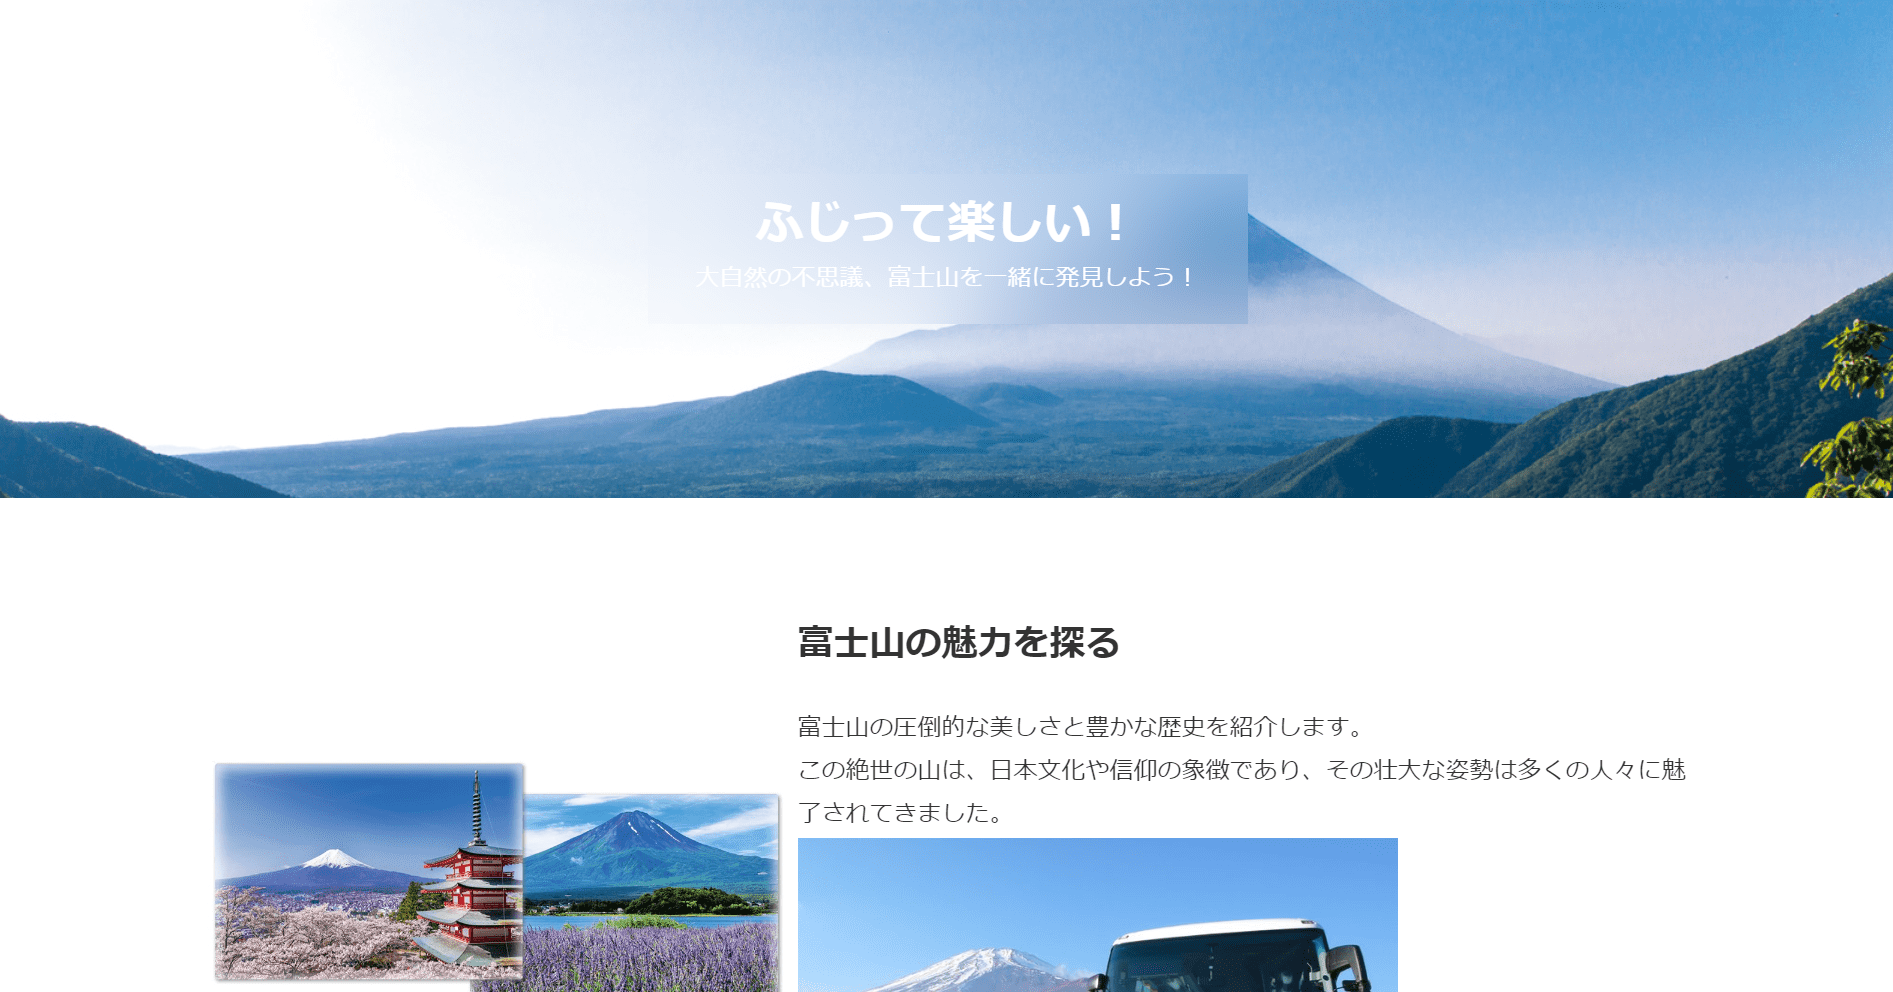 ふじって楽しい！
大自然の不思議、富士山を一緒に発見しよう！
富士山の魅力を探る
富士山の圧倒的な美しさと豊かな歴史を紹介します。
この絶世の山は、日本文化や信仰の象徴であり、その壮大な姿勢は多くの人々に魅
了されてきました。